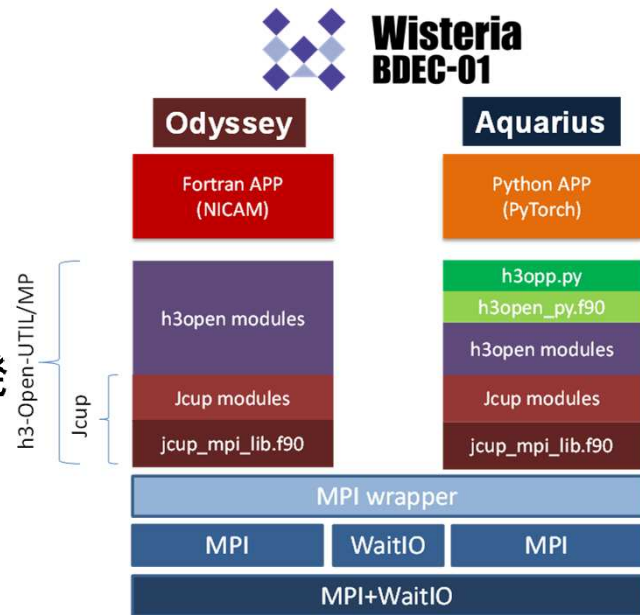 Wisteria
BDEC-01
Odyssey
Aquarius
Fortran APP
(NICAM)
Python APP
(PyTorch)
h3-Open-UTIL/MP
Jcup
h3open modules
Jcup modules
jcup_mpi_lib.f90
h3opp.py
h3open_py.f90
h3open modules
Jcup modules
jcup_mpi_lib.f90
MPI wrapper
MPI
WaitIO
MPI
MPI+WaitIO